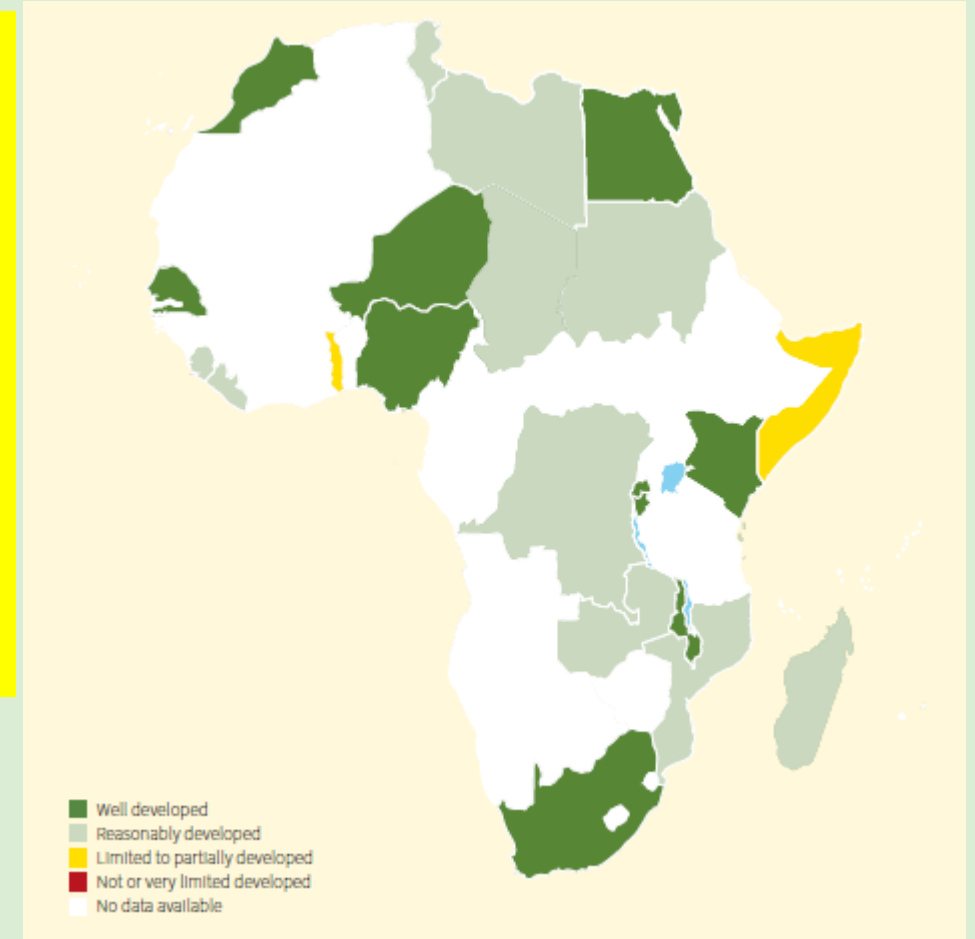 Well developed
Reasonably developed
Limited to partially developed
Not or very limited developed
No data available